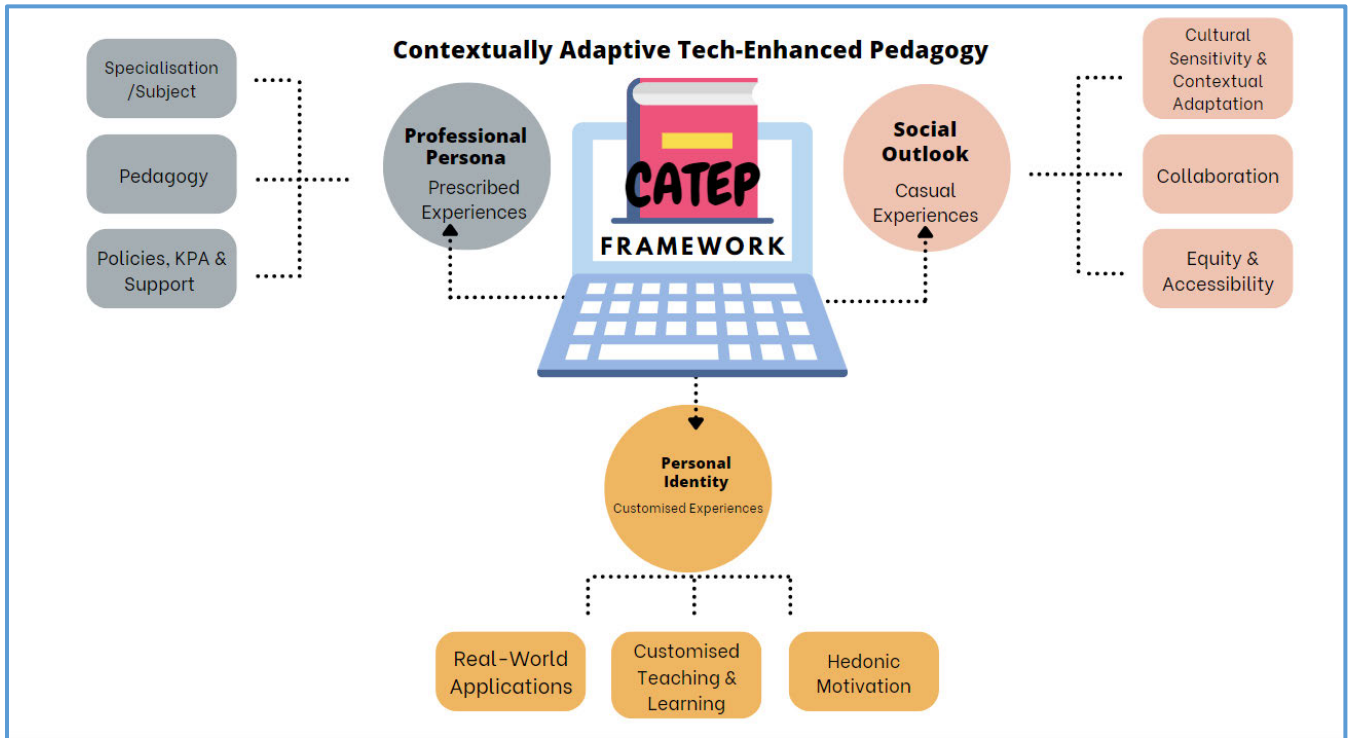 Contextually Adaptive Tech-Enhanced Pedagogy
Specialisation
/Subject
Pedagogy
Policies, KPA &
Support
Professional
Persona
Prescribed
Experiences
CATEP
FRAMEWORK
Social
Outlook
Casual
Experiences
Cultural
Sensitivity &
Contextual
Adaptation
Collaboration
Equity &
Accessibility
Personal
Identity
Customised Experiences
Real-World
Applications
Customised
Teaching &
Learning
Hedonic
Motivation